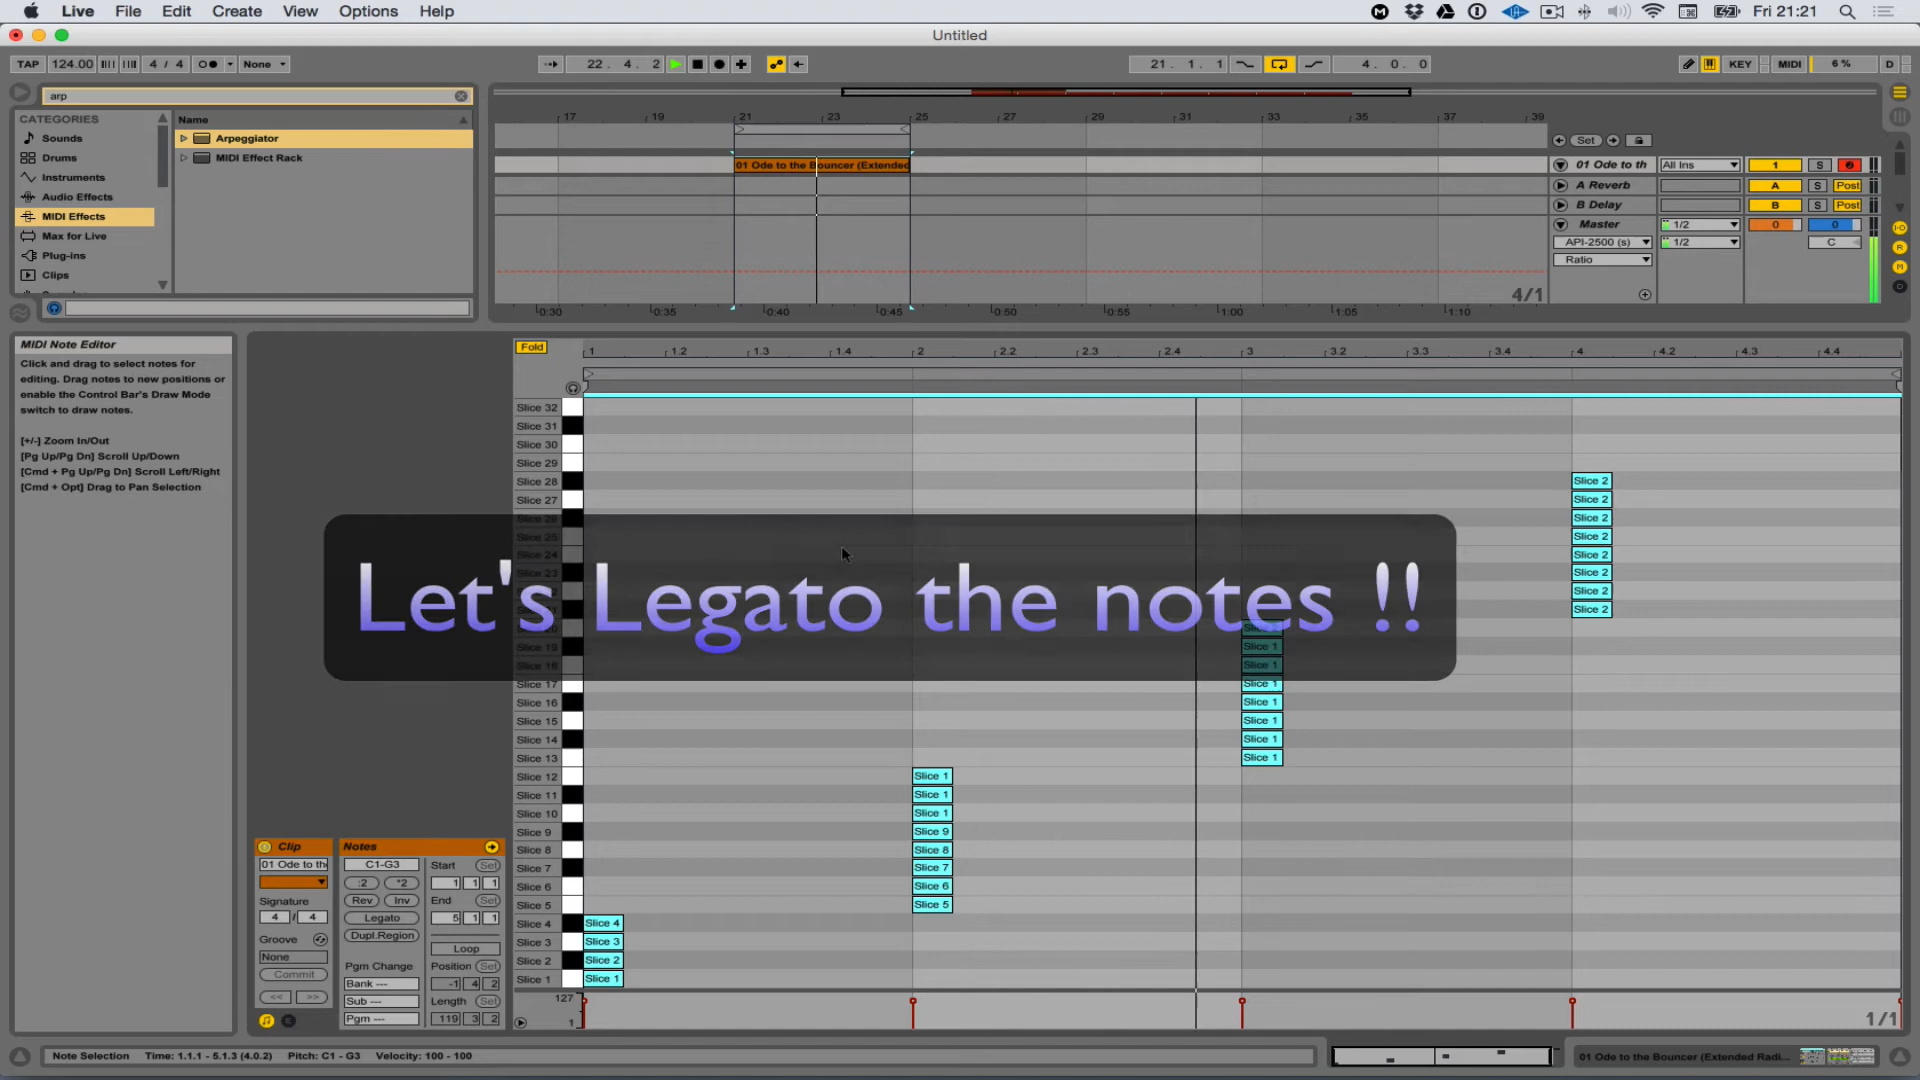 Live File Edit Create View Options Help
Fri 21:21
Untitled
TAP 124.00 4 / 4 None 22 . 4 . 2 21 . 1 . 1 4 . 0 . 0 KEY MIDI 6 % D
arp
CATEGORIES
Sounds
Drums
Instruments
Audio Effects
MIDI Effects
Max for Live
Plug-ins
Clips
Name
Arpeggiator
MIDI Effect Rack
17 19 21 23 25 27 29 31 33 35 37 39
Set
01 Ode to the Bouncer (Extended
01 Ode to th All Ins 1 S
A Reverb A S Post
B Delay B S Post
Master 1/2 0 0
API-2500 (s) 1/2 C
Ratio
4/1
0:30 0:35 0:40 0:45 0:50 0:55 1:00 1:05 1:10
MIDI Note Editor
Click and drag to select notes for
editing. Drag notes to new positions or
enable the Control Bar's Draw Mode
switch to draw notes.
[+/-] Zoom In/Out
[Pg Up/Pg Dn] Scroll Up/Down
[Cmd + Pg Up/Pg Dn] Scroll Left/Right
[Cmd + Opt] Drag to Pan Selection
Fold
1 1.2 1.3 1.4 2 2.2 2.3 2.4 3 3.2 3.3 3.4 4 4.2 4.3 4.4
Slice 32
Slice 31
Slice 30
Slice 29
Slice 28 Slice 2
Slice 27 Slice 2
Slice 26 Slice 2
Slice 25 Slice 2
Slice 24 Slice 2
Slice 23 Slice 2
Slice 2
Slice 2
Let's Legato the notes !!
Slice 19 Slice 1
Slice 18 Slice 1
Slice 17 Slice 1
Slice 16 Slice 1
Slice 15 Slice 1
Slice 14 Slice 1
Slice 13 Slice 1
Slice 12 Slice 1
Slice 11 Slice 1
Slice 10 Slice 1
Slice 9 Slice 9
Slice 8 Slice 8
Slice 7 Slice 7
Slice 6 Slice 6
Slice 5 Slice 5
Slice 4 Slice 4
Slice 3 Slice 3
Slice 2 Slice 2
Slice 1 Slice 1
127
1
1/1
Clip
01 Ode to the
Signature
4 / 4
Groove
None
Commit
<< >>
Notes
C1-G3
:2 *2
Rev Inv
Legato
Dupl.Region
Pgm Change
Bank ---
Sub ---
Pgm ---
Start Set
1 1 1
End Set
5 1 1
Loop
Position Set
-1 4 2
Length Set
119 3 2
Note Selection Time: 1.1.1 - 5.1.3 (4.0.2) Pitch: C1 - G3 Velocity: 100 - 100
01 Ode to the Bouncer (Extended Radi...